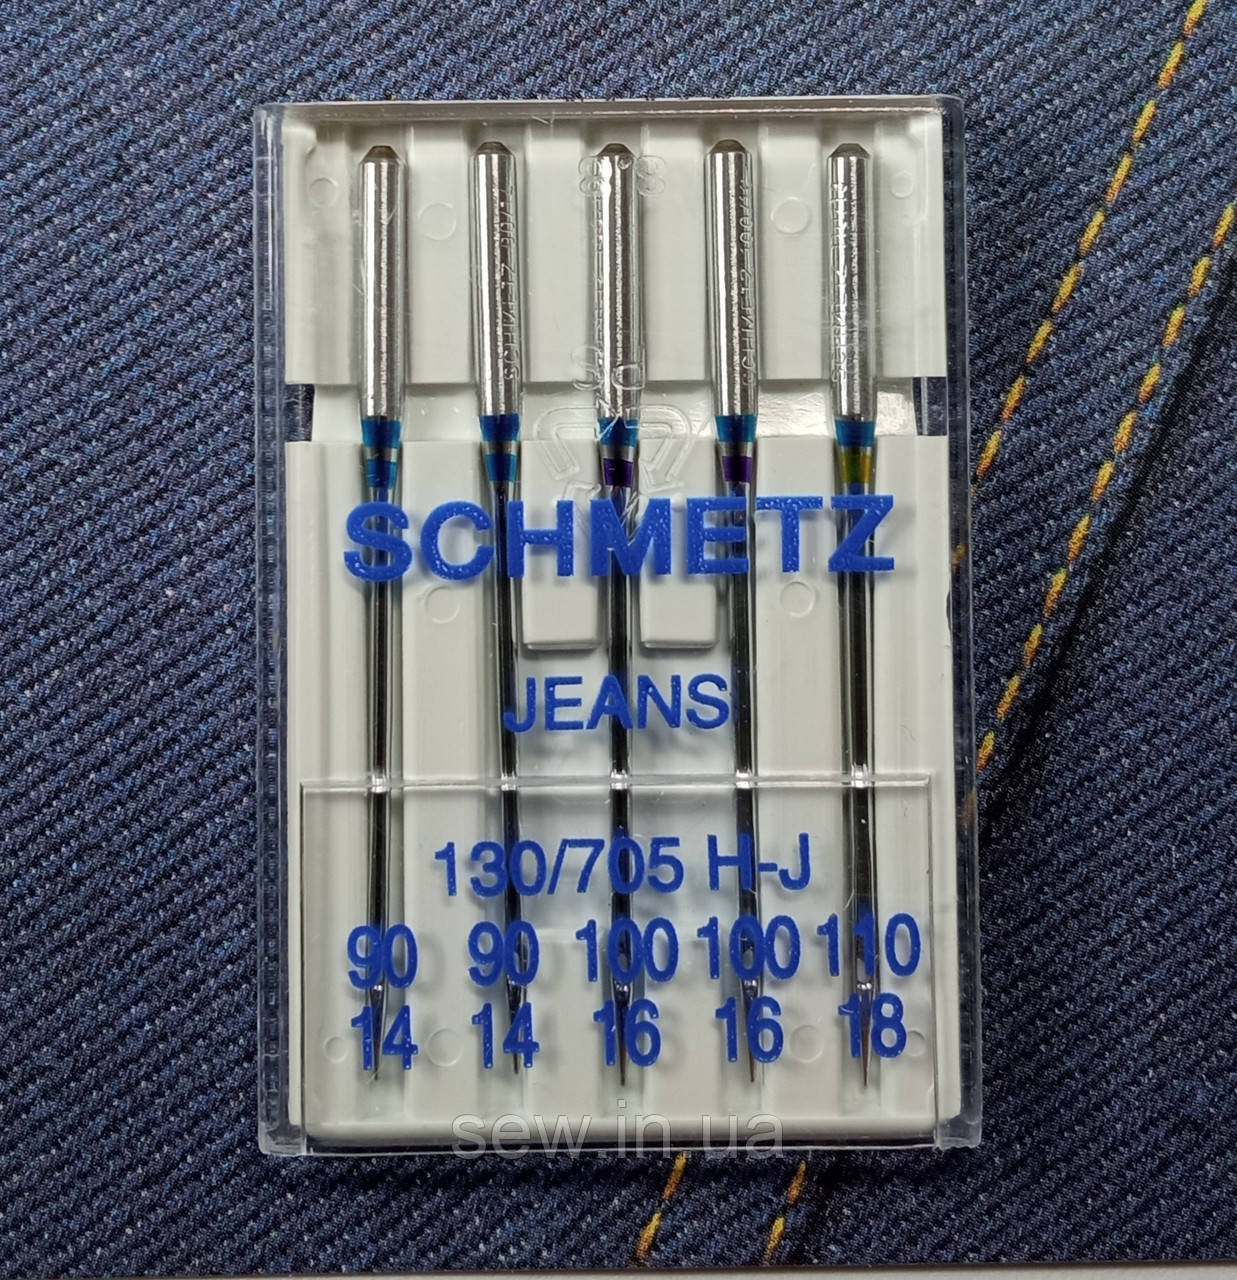 SCHMETZ
JEANS
130/705 H-J
90 90 100 100 110
14 14 16 16 18
sew.in.ua